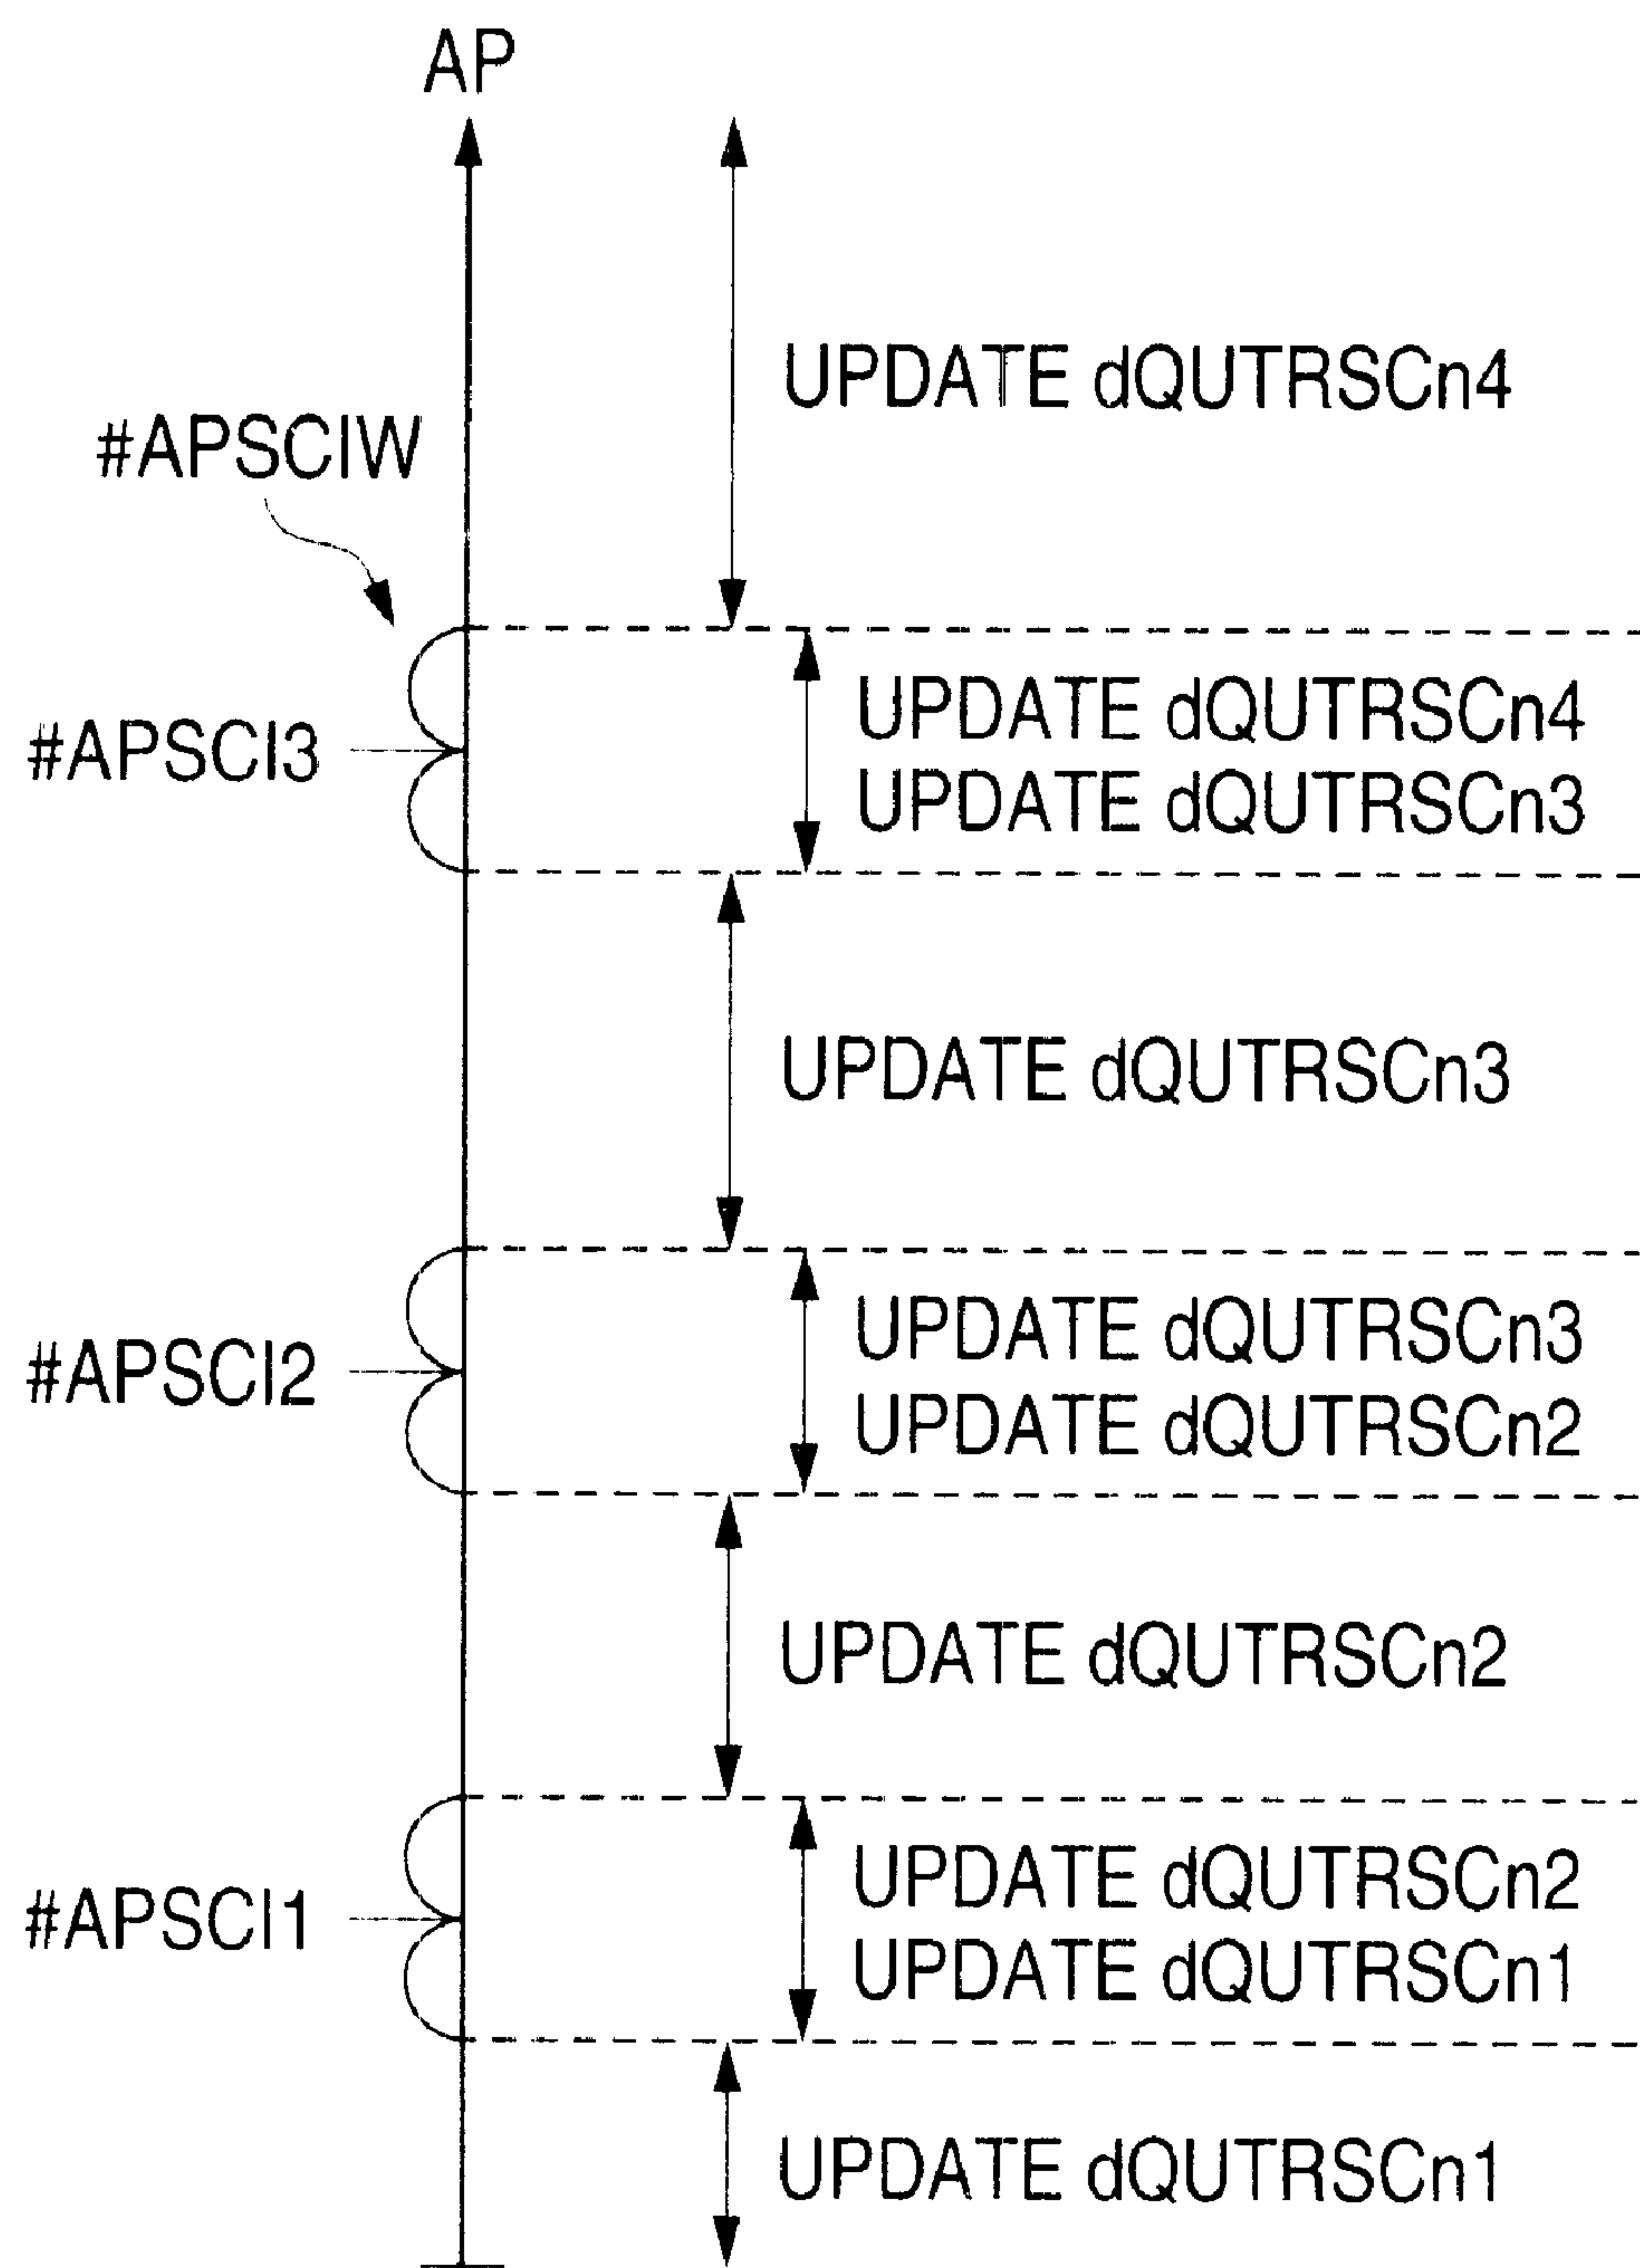 AP
UPDATE dQUTRSCn4
#APSCIW
UPDATE dQUTRSCn4
#APSCI3
UPDATE dQUTRSCn3
UPDATE dQUTRSCn3
UPDATE dQUTRSCn3
#APSCI2
UPDATE dQUTRSCn2
UPDATE dQUTRSCn2
UPDATE dQUTRSCn2
#APSCI1
UPDATE dQUTRSCn1
UPDATE dQUTRSCn1